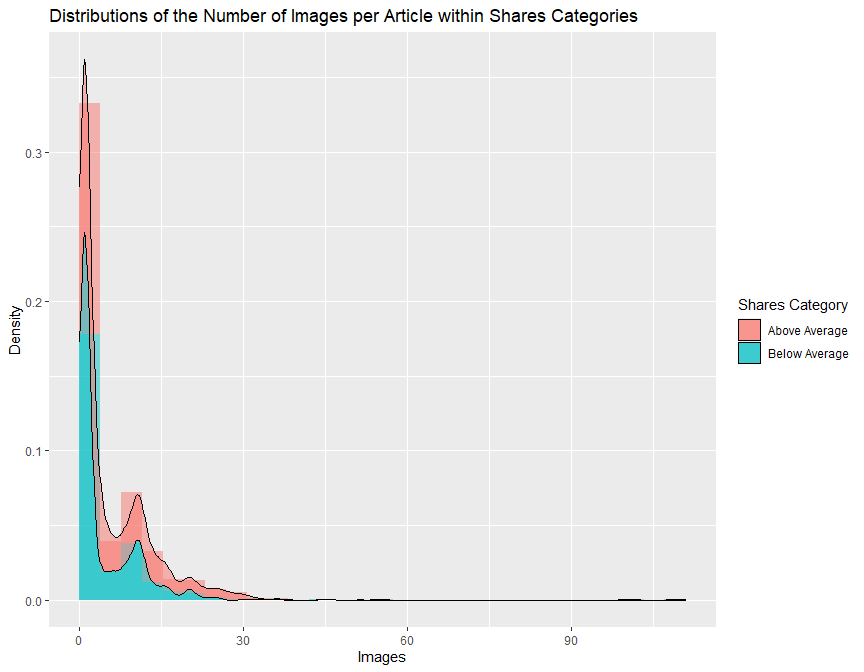 Distributions of the Number of Images per Article within Shares Categories
Density
0.3
0.2
0.1
0.0
0 30 60 90
Images
Shares Category
Above Average
Below Average